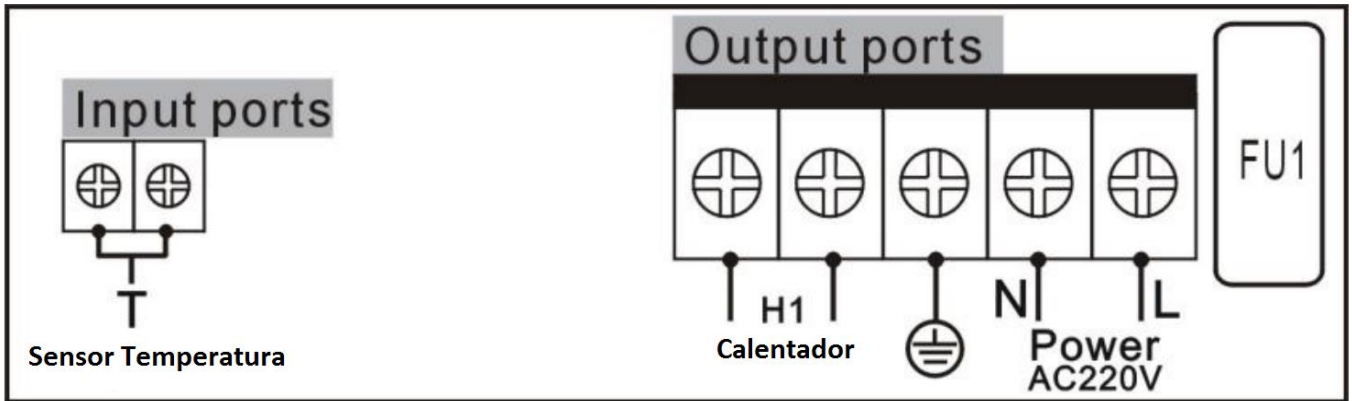 Input ports
T
Sensor Temperatura
Output ports
FU1
H1
N
L
Calentador
Power
AC220V